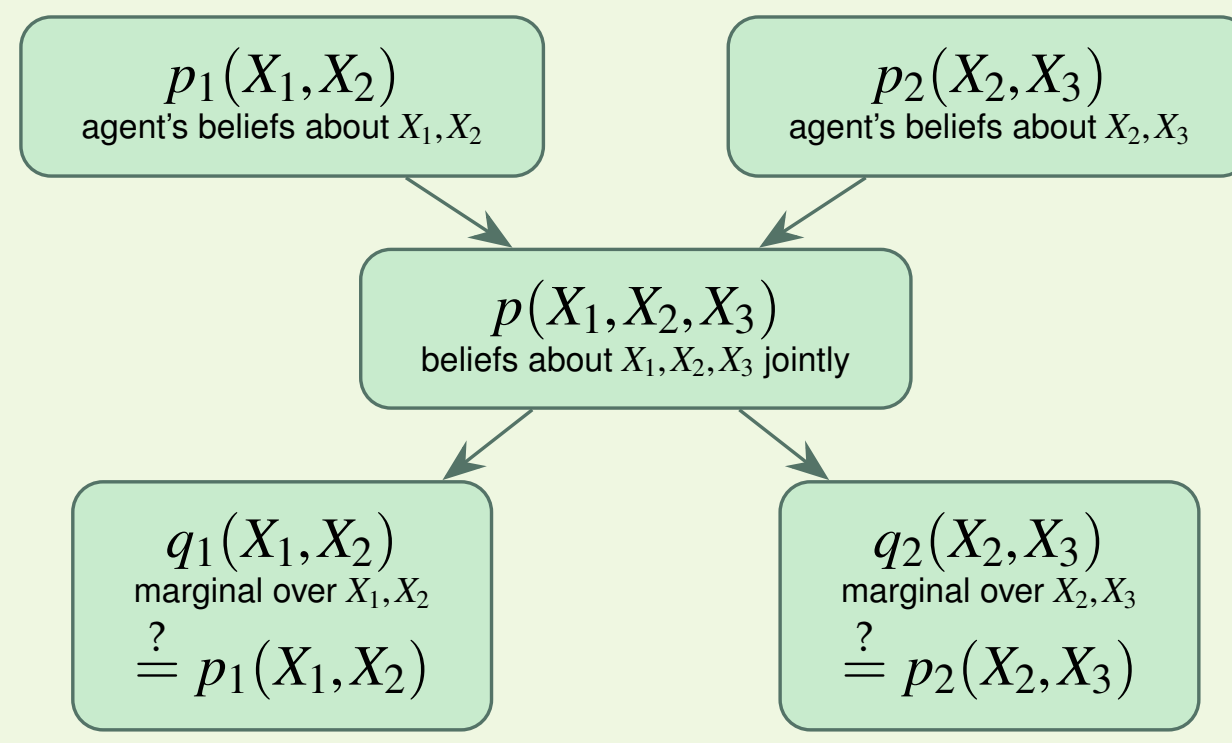 p₁(X₁,X₂)
agent's beliefs about X₁,X₂
p₂(X₂,X₃)
agent's beliefs about X₂,X₃
p(X₁,X₂,X₃)
beliefs about X₁,X₂,X₃ jointly
q₁(X₁,X₂)
marginal over X₁,X₂
≟ p₁(X₁,X₂)
q₂(X₂,X₃)
marginal over X₂,X₃
≟ p₂(X₂,X₃)